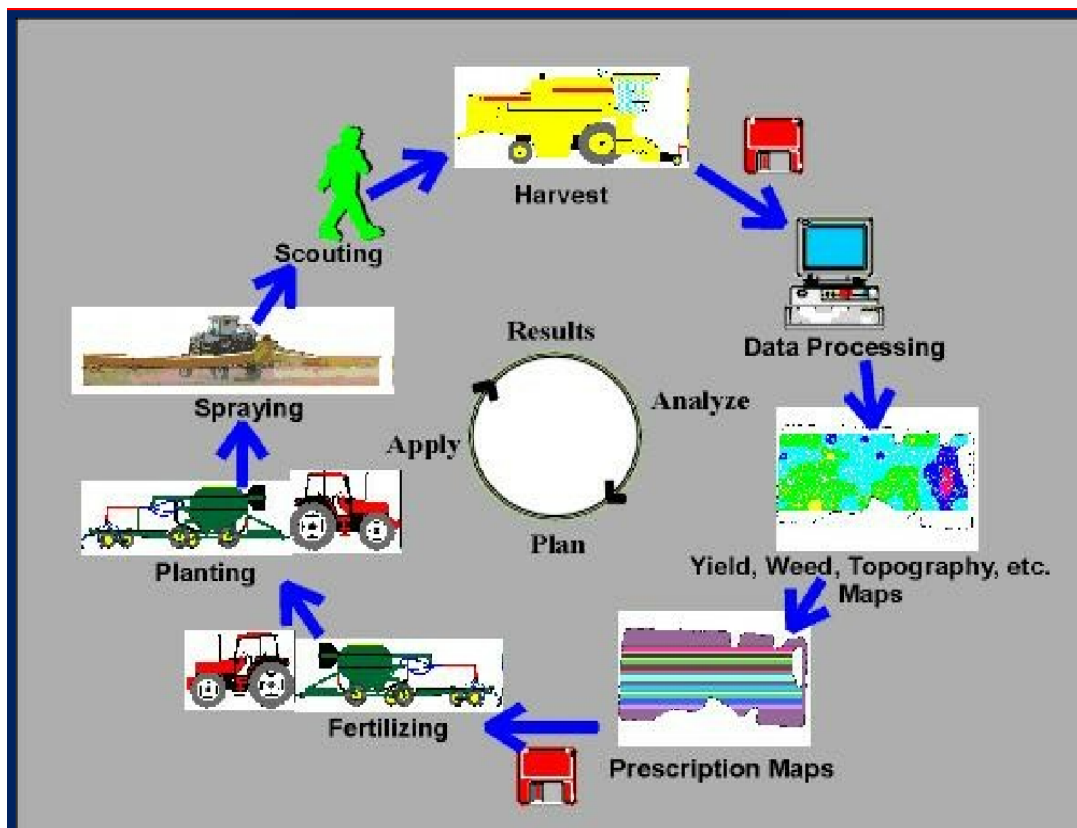 Harvest
Scouting
Results
Data Processing
Spraying
Analyze
Apply
Plan
Planting
Yield, Weed, Topography, etc.
Maps
Fertilizing
Prescription Maps